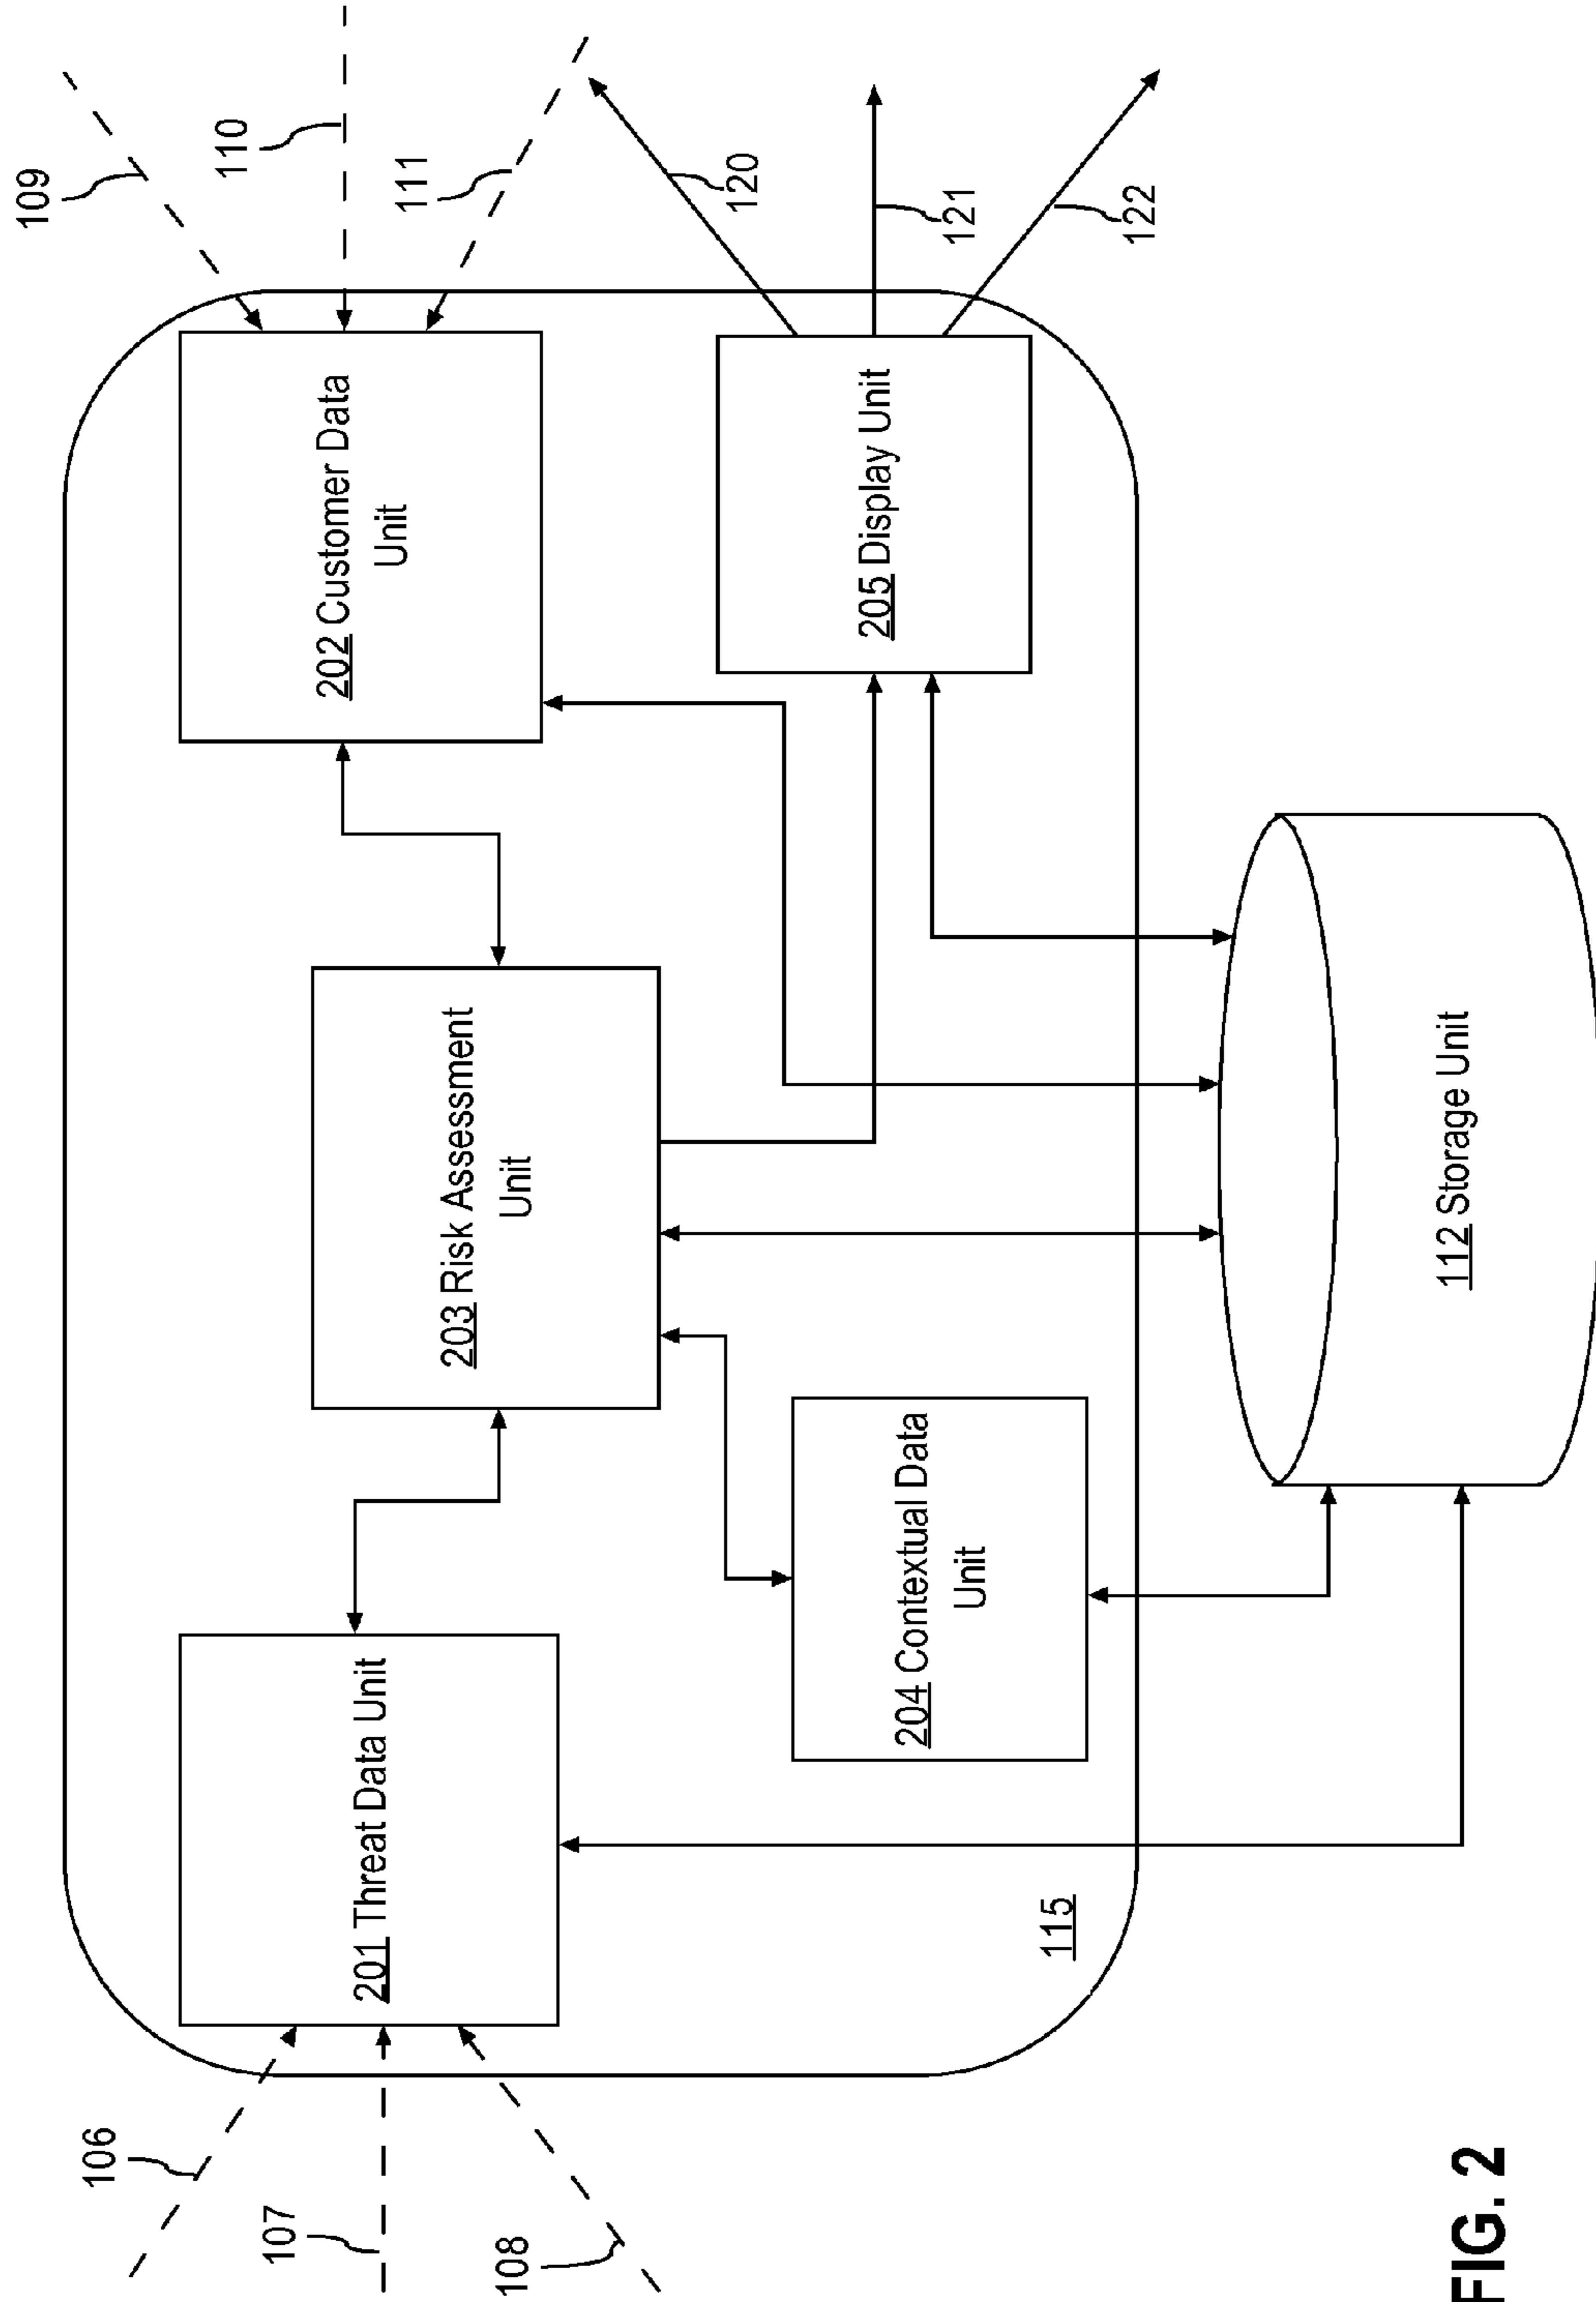 109
110
111
106
107
108
201 Threat Data Unit
203 Risk Assessment
Unit
202 Customer Data
Unit
204 Contextual Data
Unit
205 Display Unit
120
121
122
115
112 Storage Unit
FIG. 2